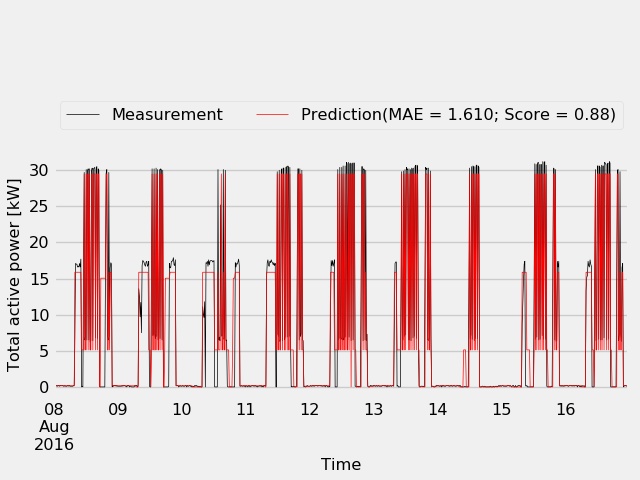 Measurement
Prediction(MAE = 1.610; Score = 0.88)
Total active power [kW]
30
25
20
15
10
5
0
08 09 10 11 12 13 14 15 16
Aug
2016
Time